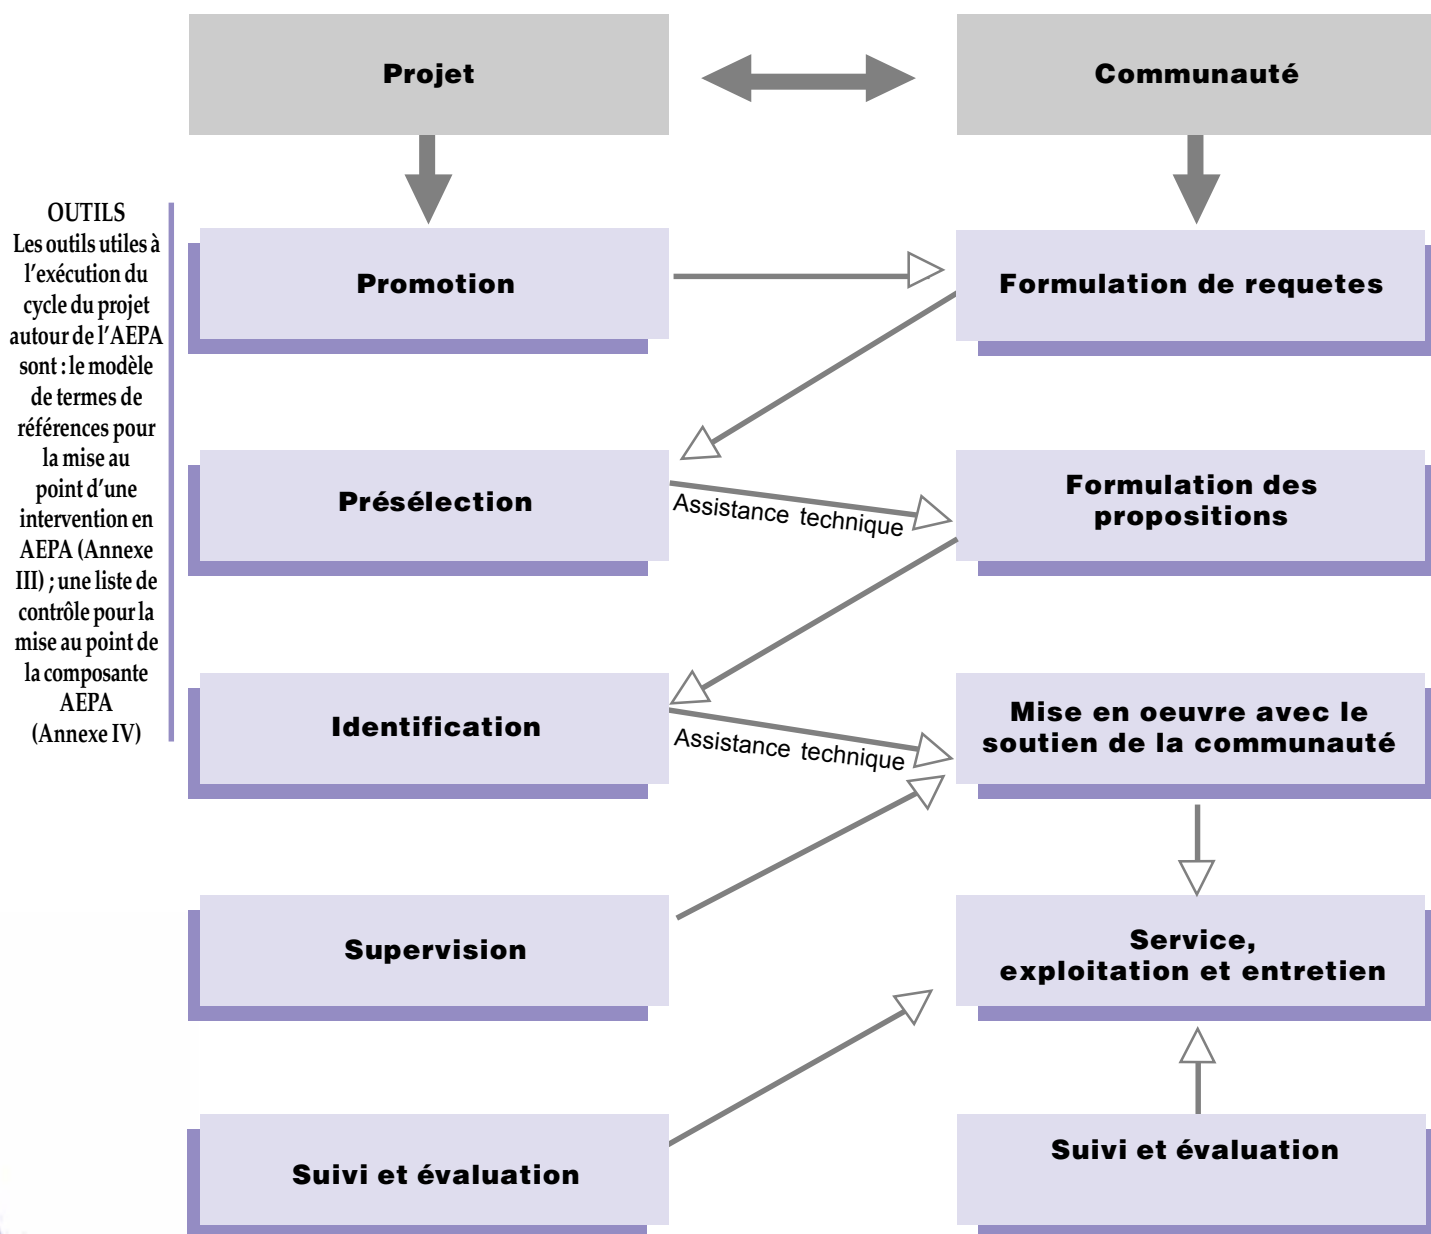 Projet
Communauté
OUTILS
Les outils utiles à
l'exécution du
cycle du projet
autour de l'AEPA
sont : le modèle
de termes de
références pour
la mise au
point d'une
intervention en
AEPA (Annexe
III) ; une liste de
contrôle pour la
mise au point de
la composante
AEPA
(Annexe IV)
Promotion
Formulation de requetes
Présélection
Assistance technique
Formulation des
propositions
Identification
Assistance technique
Mise en oeuvre avec le
soutien de la communauté
Supervision
Service,
exploitation et entretien
Suivi et évaluation
Suivi et évaluation